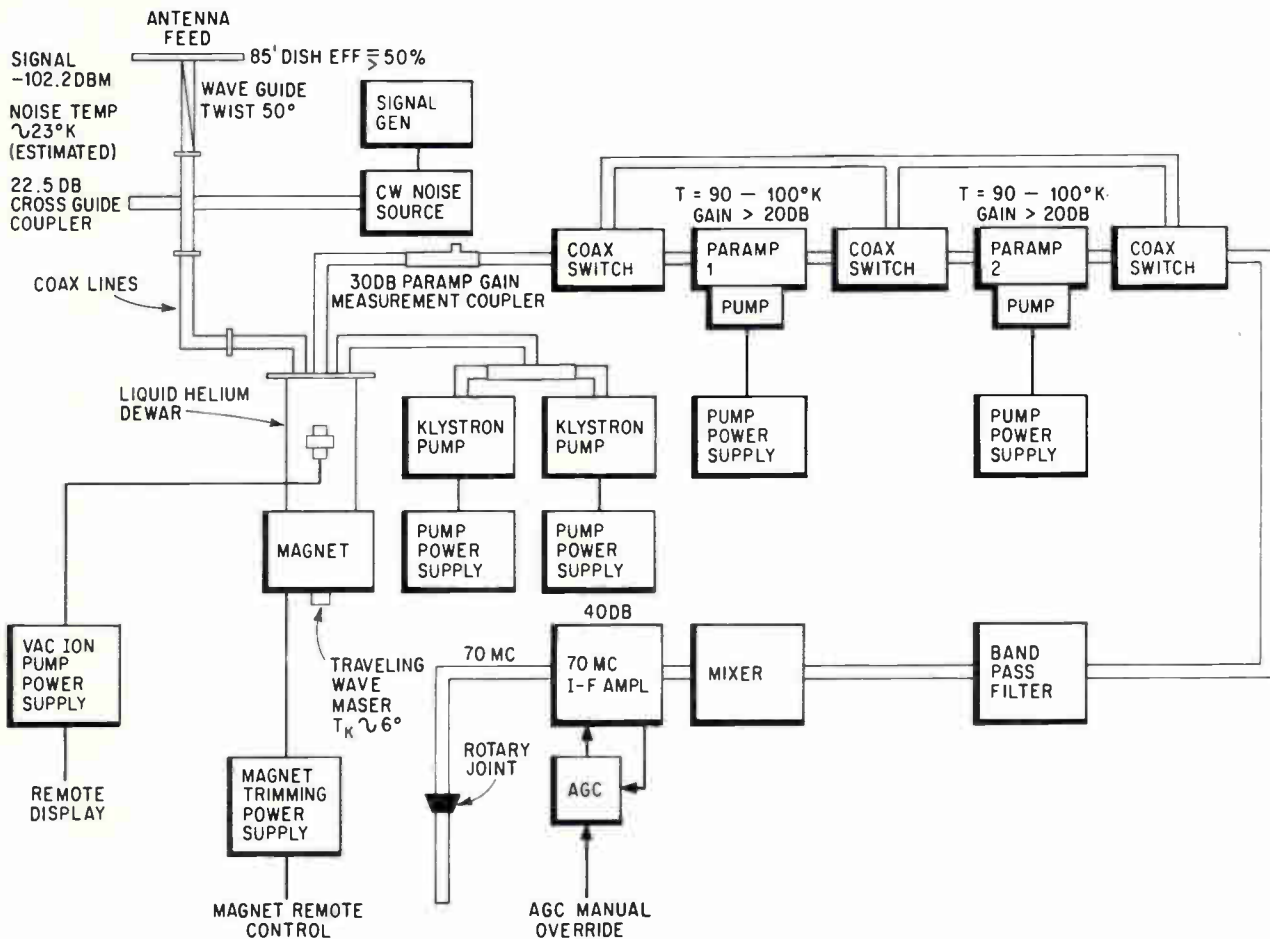 ANTENNA
FEED
SIGNAL
-102.2DBM
85' DISH EFF ≧ 50%
WAVE GUIDE
TWIST 50°
NOISE TEMP
~23°K
(ESTIMATED)
SIGNAL
GEN
22.5 DB
CROSS GUIDE
COUPLER
CW NOISE
SOURCE
T = 90 - 100°K
GAIN > 20DB
T = 90 - 100°K
GAIN > 20DB
COAX
SWITCH
PARAMP
1
COAX
SWITCH
PARAMP
2
COAX
SWITCH
PUMP
PUMP
COAX LINES
30DB PARAMP GAIN
MEASUREMENT COUPLER
LIQUID HELIUM
DEWAR
KLYSTRON
PUMP
KLYSTRON
PUMP
PUMP
POWER
SUPPLY
PUMP
POWER
SUPPLY
MAGNET
PUMP
POWER
SUPPLY
PUMP
POWER
SUPPLY
VAC ION
PUMP
POWER
SUPPLY
TRAVELING
WAVE
MASER
TK ~6°
70 MC
40DB
70 MC
I-F AMPL
MIXER
BAND
PASS
FILTER
REMOTE
DISPLAY
MAGNET
TRIMMING
POWER
SUPPLY
ROTARY
JOINT
AGC
MAGNET REMOTE
CONTROL
AGC MANUAL
OVERRIDE